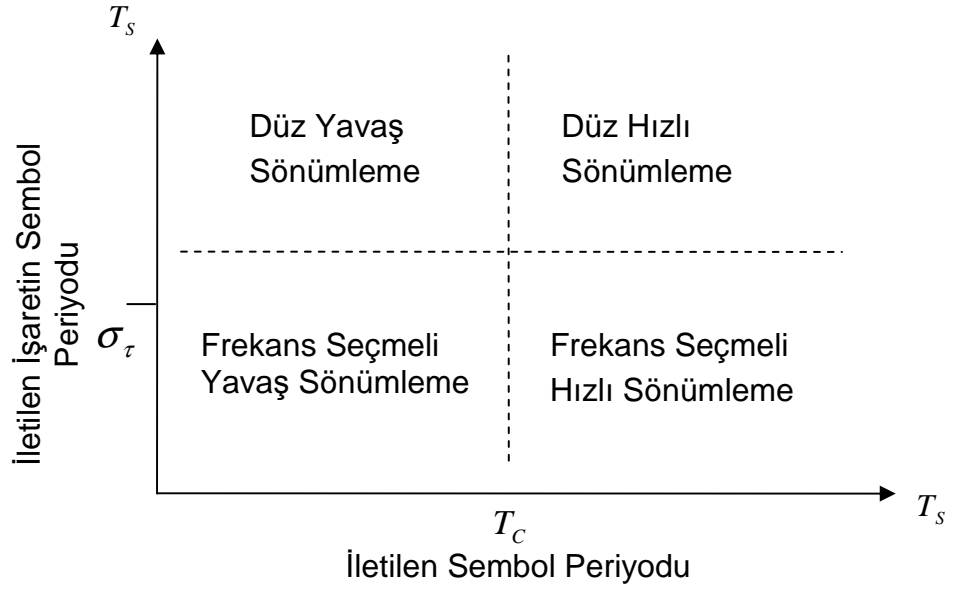 T_S
Düz Yavaş
Sönümleme
Düz Hızlı
Sönümleme
İletilen İşaretin Sembol
Periyodu
σ_τ
Frekans Seçmeli
Yavaş Sönümleme
Frekans Seçmeli
Hızlı Sönümleme
T_C
T_S
İletilen Sembol Periyodu